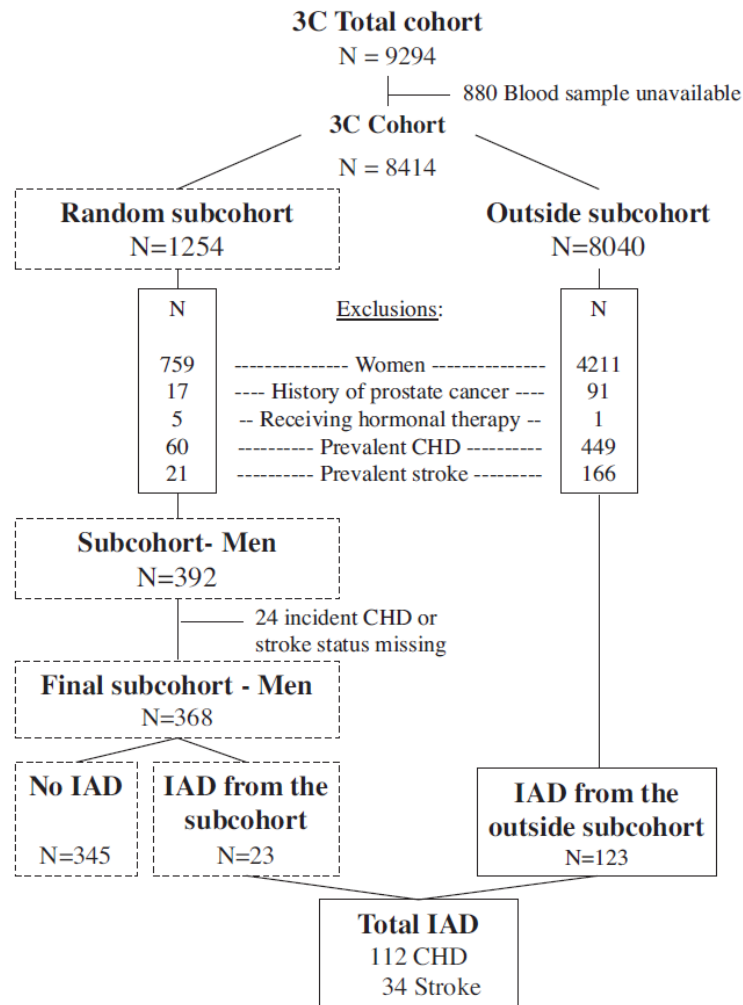 3C Total cohort
N = 9294
880 Blood sample unavailable
3C Cohort
N = 8414
Random subcohort
N=1254
Outside subcohort
N=8040
N Exclusions: N
759 --------------- Women --------------- 4211
17 ---- History of prostate cancer ---- 91
5 -- Receiving hormonal therapy -- 1
60 ---------- Prevalent CHD ---------- 449
21 ---------- Prevalent stroke --------- 166
Subcohort- Men
N=392
24 incident CHD or
stroke status missing
Final subcohort - Men
N=368
No IAD
N=345
IAD from the
subcohort
N=23
IAD from the
outside subcohort
N=123
Total IAD
112 CHD
34 Stroke